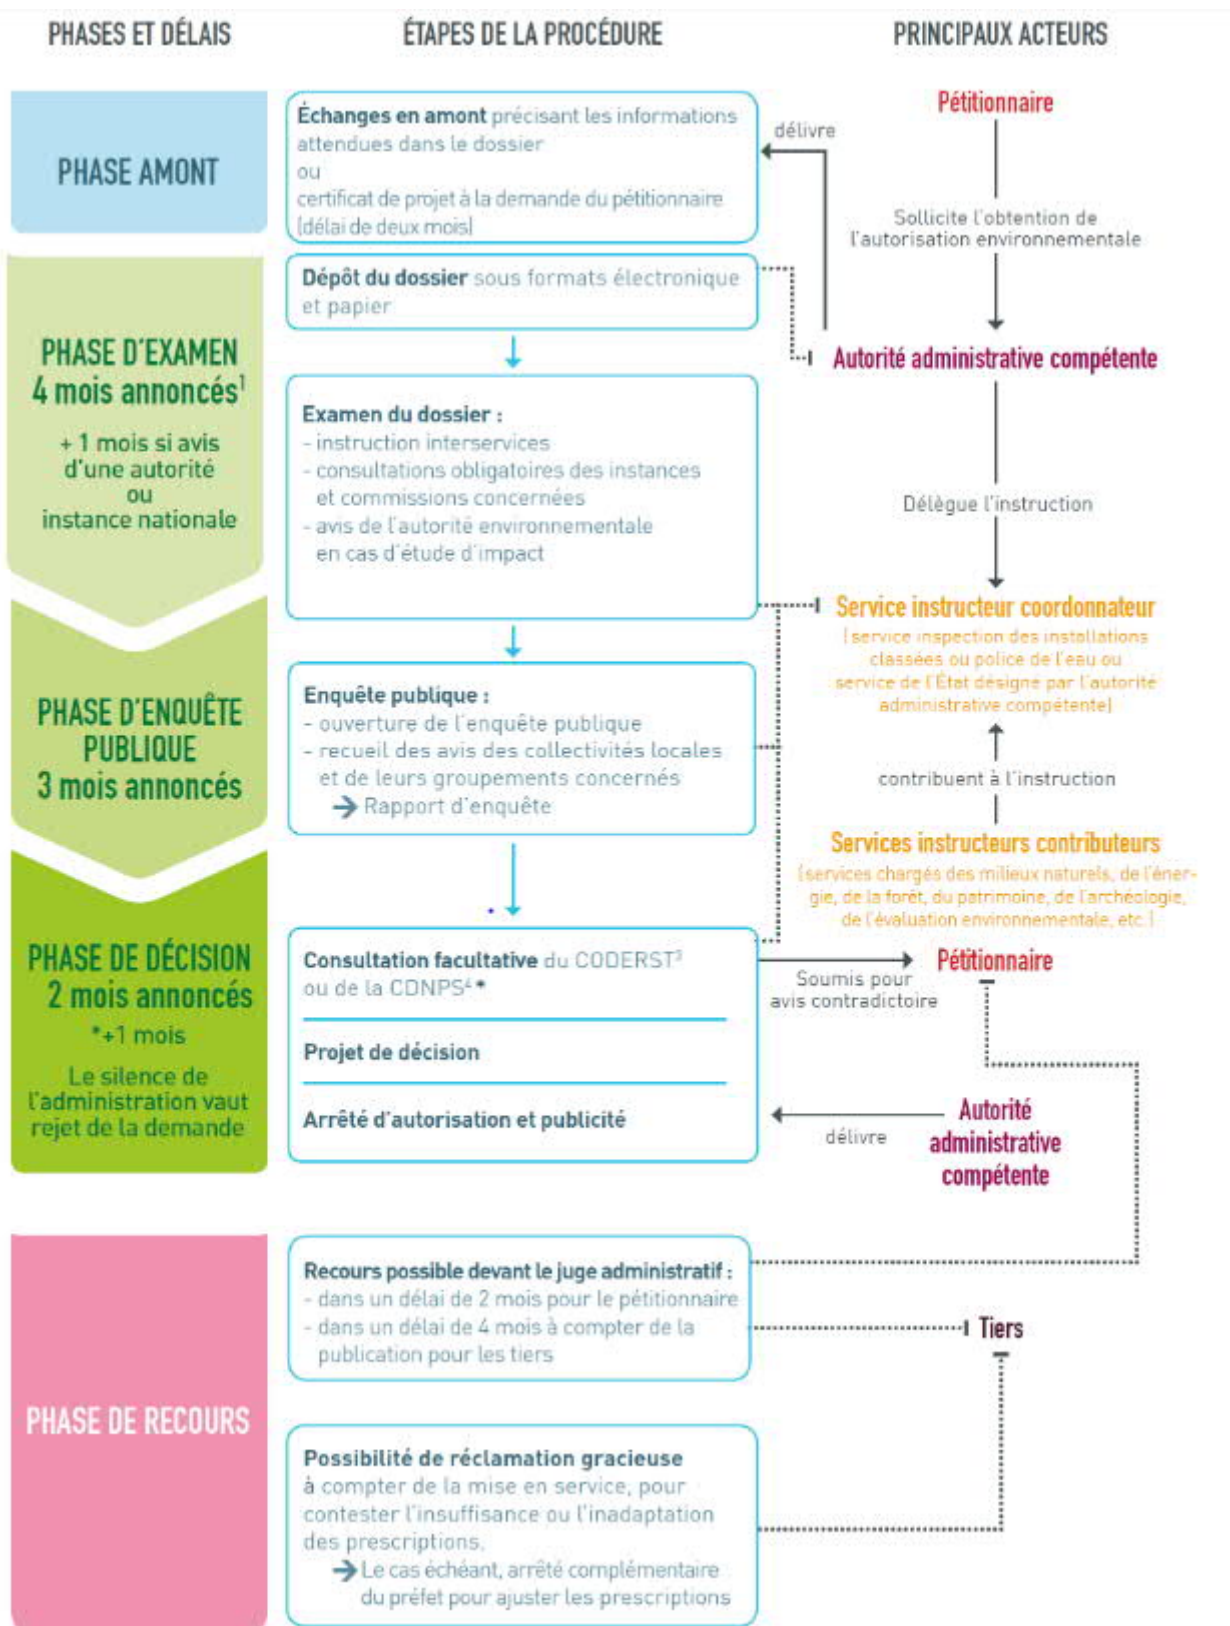 PHASES ET DÉLAIS
ÉTAPES DE LA PROCÉDURE
PRINCIPAUX ACTEURS
PHASE AMONT
Échanges en amont précisant les informations
attendues dans le dossier
ou
certificat de projet à la demande du pétitionnaire
(délai de deux mois)
délivre
Pétitionnaire
Sollicite l'obtention de
l'autorisation environnementale
Dépôt du dossier sous formats électronique
et papier
Autorité administrative compétente
PHASE D'EXAMEN
4 mois annoncés¹
+ 1 mois si avis
d'une autorité
ou
instance nationale
Examen du dossier :
- instruction interservices
- consultations obligatoires des instances
et commissions concernées
- avis de l'autorité environnementale
en cas d'étude d'impact
Délègue l'instruction
Service instructeur coordonnateur
(service inspection des installations
classées ou police de l'eau ou
service de l'État désigné par l'autorité
administrative compétente)
PHASE D'ENQUÊTE
PUBLIQUE
3 mois annoncés
Enquête publique :
- ouverture de l'enquête publique
- recueil des avis des collectivités locales
et de leurs groupements concernés
→ Rapport d'enquête
contribuent à l'instruction
Services instructeurs contributeurs
(services chargés des milieux naturels, de l'éner-
gie, de la forêt, du patrimoine, de l'archéologie,
de l'évaluation environnementale, etc.)
PHASE DE DÉCISION
2 mois annoncés
*+1 mois
Le silence de
l'administration vaut
rejet de la demande
Consultation facultative du CODERST³
ou de la CDNPS⁴ *
Projet de décision
Arrêté d'autorisation et publicité
Pétitionnaire
Soumis pour
avis contradictoire
délivre
Autorité
administrative
compétente
PHASE DE RECOURS
Recours possible devant le juge administratif :
- dans un délai de 2 mois pour le pétitionnaire
- dans un délai de 4 mois à compter de la
publication pour les tiers
Tiers
Possibilité de réclamation gracieuse
à compter de la mise en service, pour
contester l'insuffisance ou l'inadaptation
des prescriptions.
→ Le cas échéant, arrêté complémentaire
du préfet pour ajuster les prescriptions